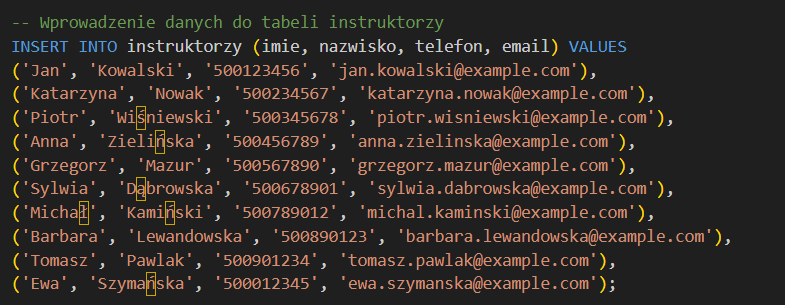 -- Wprowadzenie danych do tabeli instruktorzy
INSERT INTO instruktorzy (imie, nazwisko, telefon, email) VALUES
('Jan', 'Kowalski', '500123456', 'jan.kowalski@example.com'),
('Katarzyna', 'Nowak', '500234567', 'katarzyna.nowak@example.com'),
('Piotr', 'Wiśniewski', '500345678', 'piotr.wisniewski@example.com'),
('Anna', 'Zielińska', '500456789', 'anna.zielinska@example.com'),
('Grzegorz', 'Mazur', '500567890', 'grzegorz.mazur@example.com'),
('Sylwia', 'Dąbrowska', '500678901', 'sylwia.dabrowska@example.com'),
('Michał', 'Kamiński', '500789012', 'michal.kaminski@example.com'),
('Barbara', 'Lewandowska', '500890123', 'barbara.lewandowska@example.com'),
('Tomasz', 'Pawlak', '500901234', 'tomasz.pawlak@example.com'),
('Ewa', 'Szymańska', '500012345', 'ewa.szymanska@example.com');